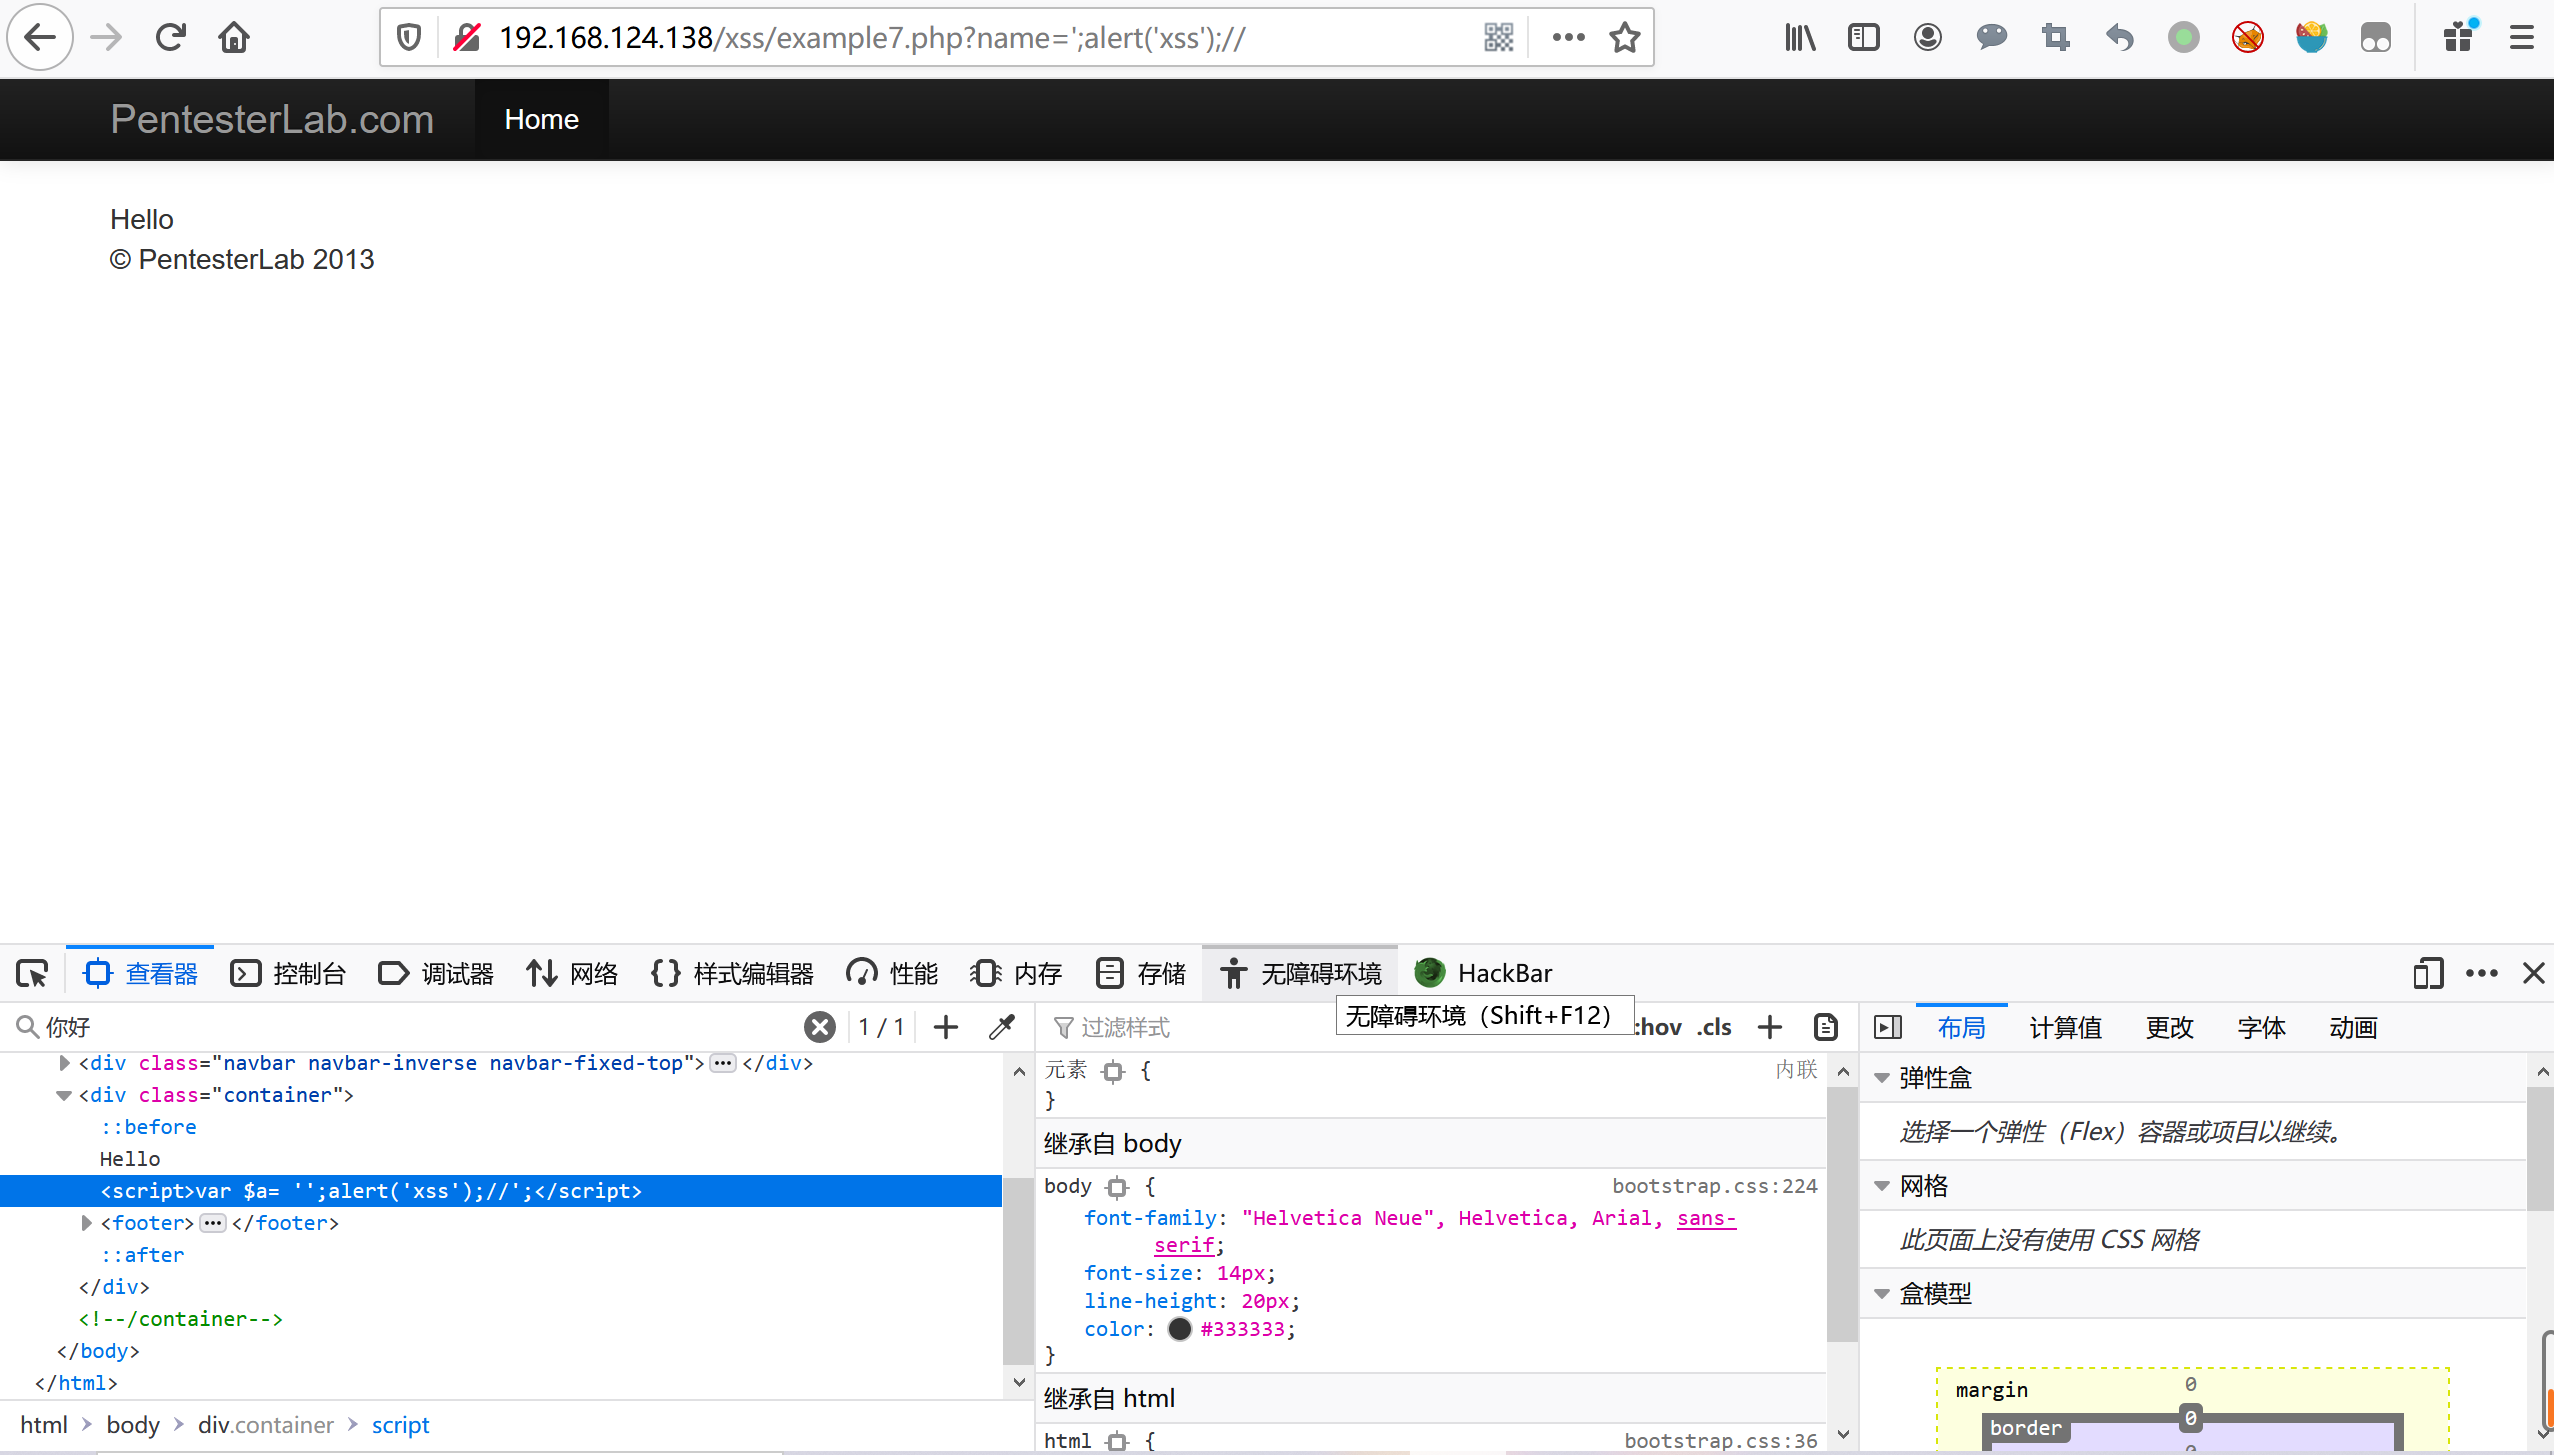 192.168.124.138/xss/example7.php?name=';alert('xss');//
PentesterLab.com Home
Hello
© PentesterLab 2013
查看器 控制台 调试器 网络 样式编辑器 性能 内存 存储 无障碍环境 HackBar
无障碍环境（Shift+F12）
你好 1 / 1
<div class="navbar navbar-inverse navbar-fixed-top">···</div>
<div class="container">
::before
Hello
<script>var $a= '';alert('xss');//';</script>
<footer>···</footer>
::after
</div>
<!--/container-->
</body>
</html>
html body div.container script
过滤样式 :hov .cls
元素 { 内联
}
继承自 body
body { bootstrap.css:224
font-family: "Helvetica Neue", Helvetica, Arial, sans-
serif;
font-size: 14px;
line-height: 20px;
color: #333333;
}
继承自 html
html { bootstrap.css:36
布局 计算值 更改 字体 动画
弹性盒
选择一个弹性（Flex）容器或项目以继续。
网格
此页面上没有使用 CSS 网格
盒模型
margin 0
border 0